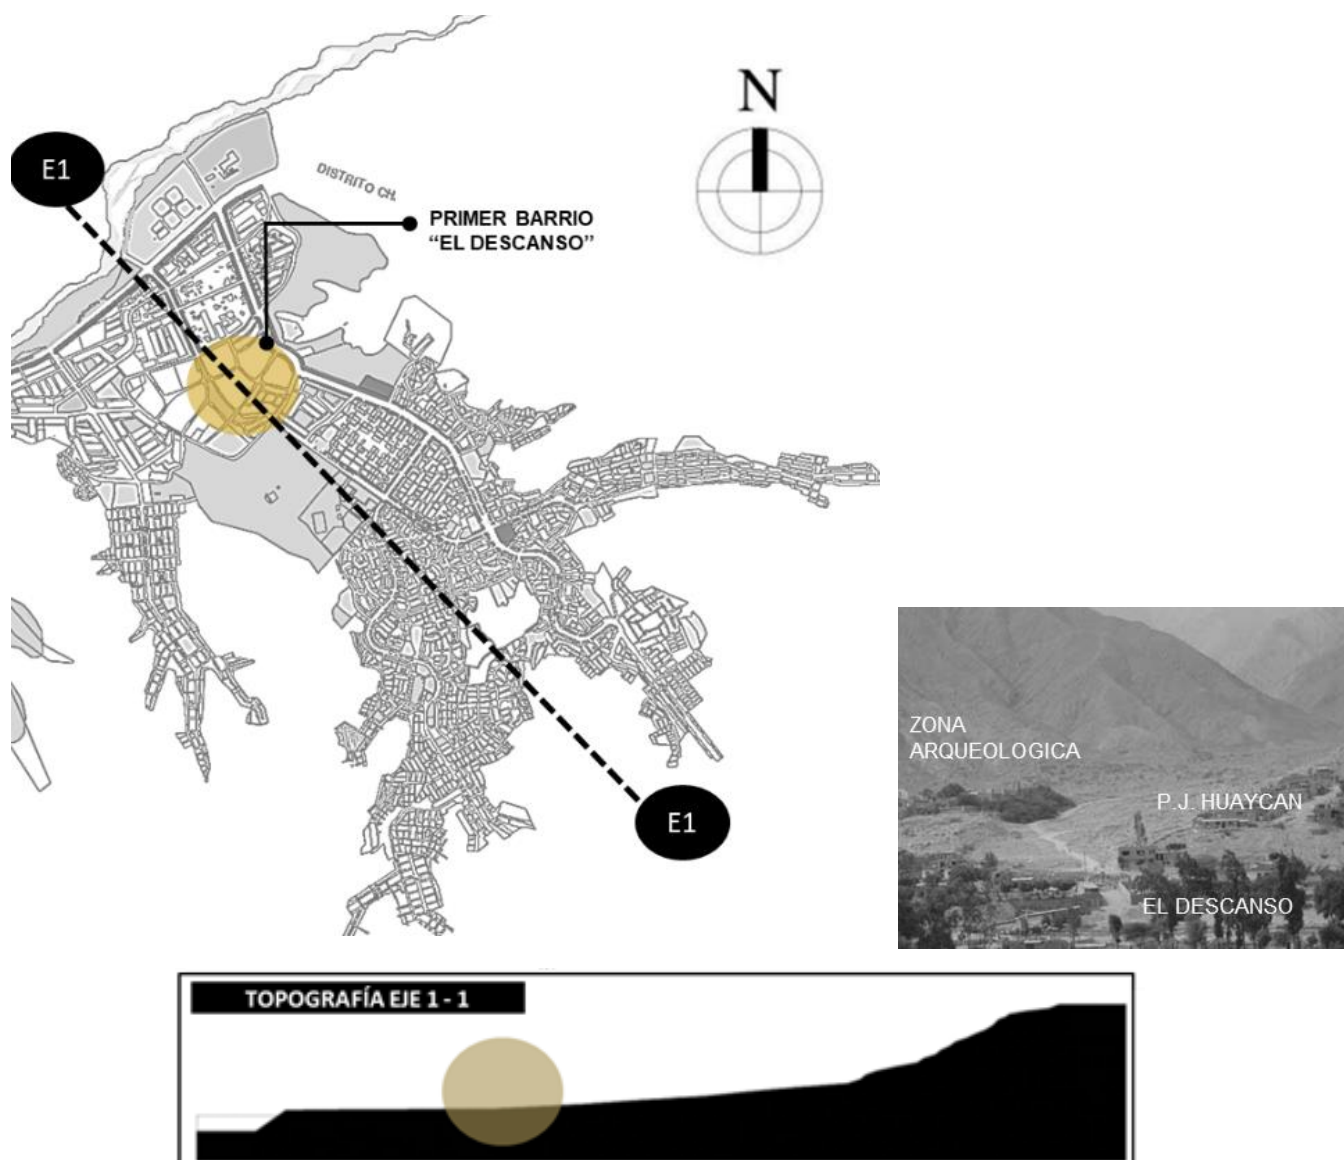 N
E1
DISTRITO CH.
PRIMER BARRIO
“EL DESCANSO”
E1
ZONA
ARQUEOLOGICA
P.J. HUAYCAN
EL DESCANSO
TOPOGRAFÍA EJE 1 - 1